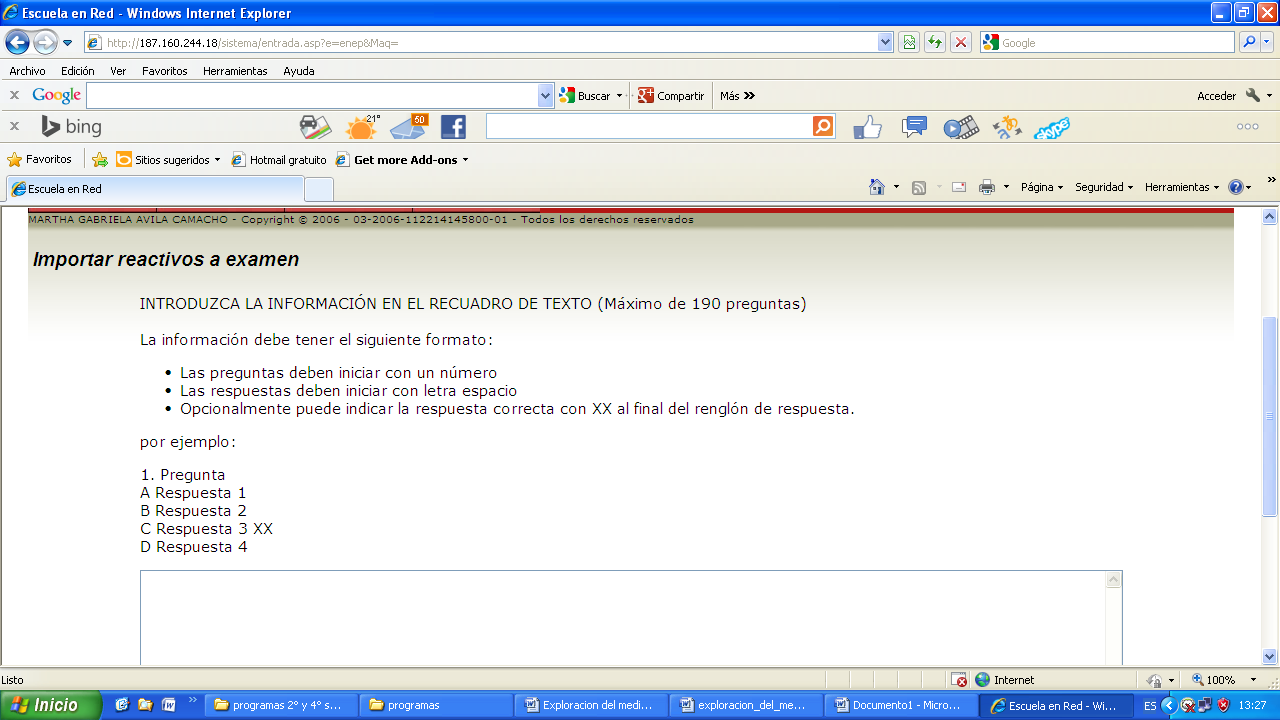 Escuela en Red - Windows Internet Explorer
http://187.160.244.18/sistema/entrada.asp?e=enep&Maq=
Google
Archivo Edición Ver Favoritos Herramientas Ayuda
x Google Buscar Compartir Más Acceder
x bing 21° 60 skype
Favoritos Sitios sugeridos Hotmail gratuito Get more Add-ons
Escuela en Red Página Seguridad Herramientas
MARTHA GABRIELA AVILA CAMACHO - Copyright © 2006 - 03-2006-112214145800-01 - Todos los derechos reservados
Importar reactivos a examen
INTRODUZCA LA INFORMACIÓN EN EL RECUADRO DE TEXTO (Máximo de 190 preguntas)
La información debe tener el siguiente formato:
• Las preguntas deben iniciar con un número
• Las respuestas deben iniciar con letra espacio
• Opcionalmente puede indicar la respuesta correcta con XX al final del renglón de respuesta.
por ejemplo:
1. Pregunta
A Respuesta 1
B Respuesta 2
C Respuesta 3 XX
D Respuesta 4
Listo Internet 100%
Inicio programas 2° y 4° s... programas Exploracion del medi... exploracion_del_me... Documento1 - Micro... Escuela en Red - Wi... ES 13:27